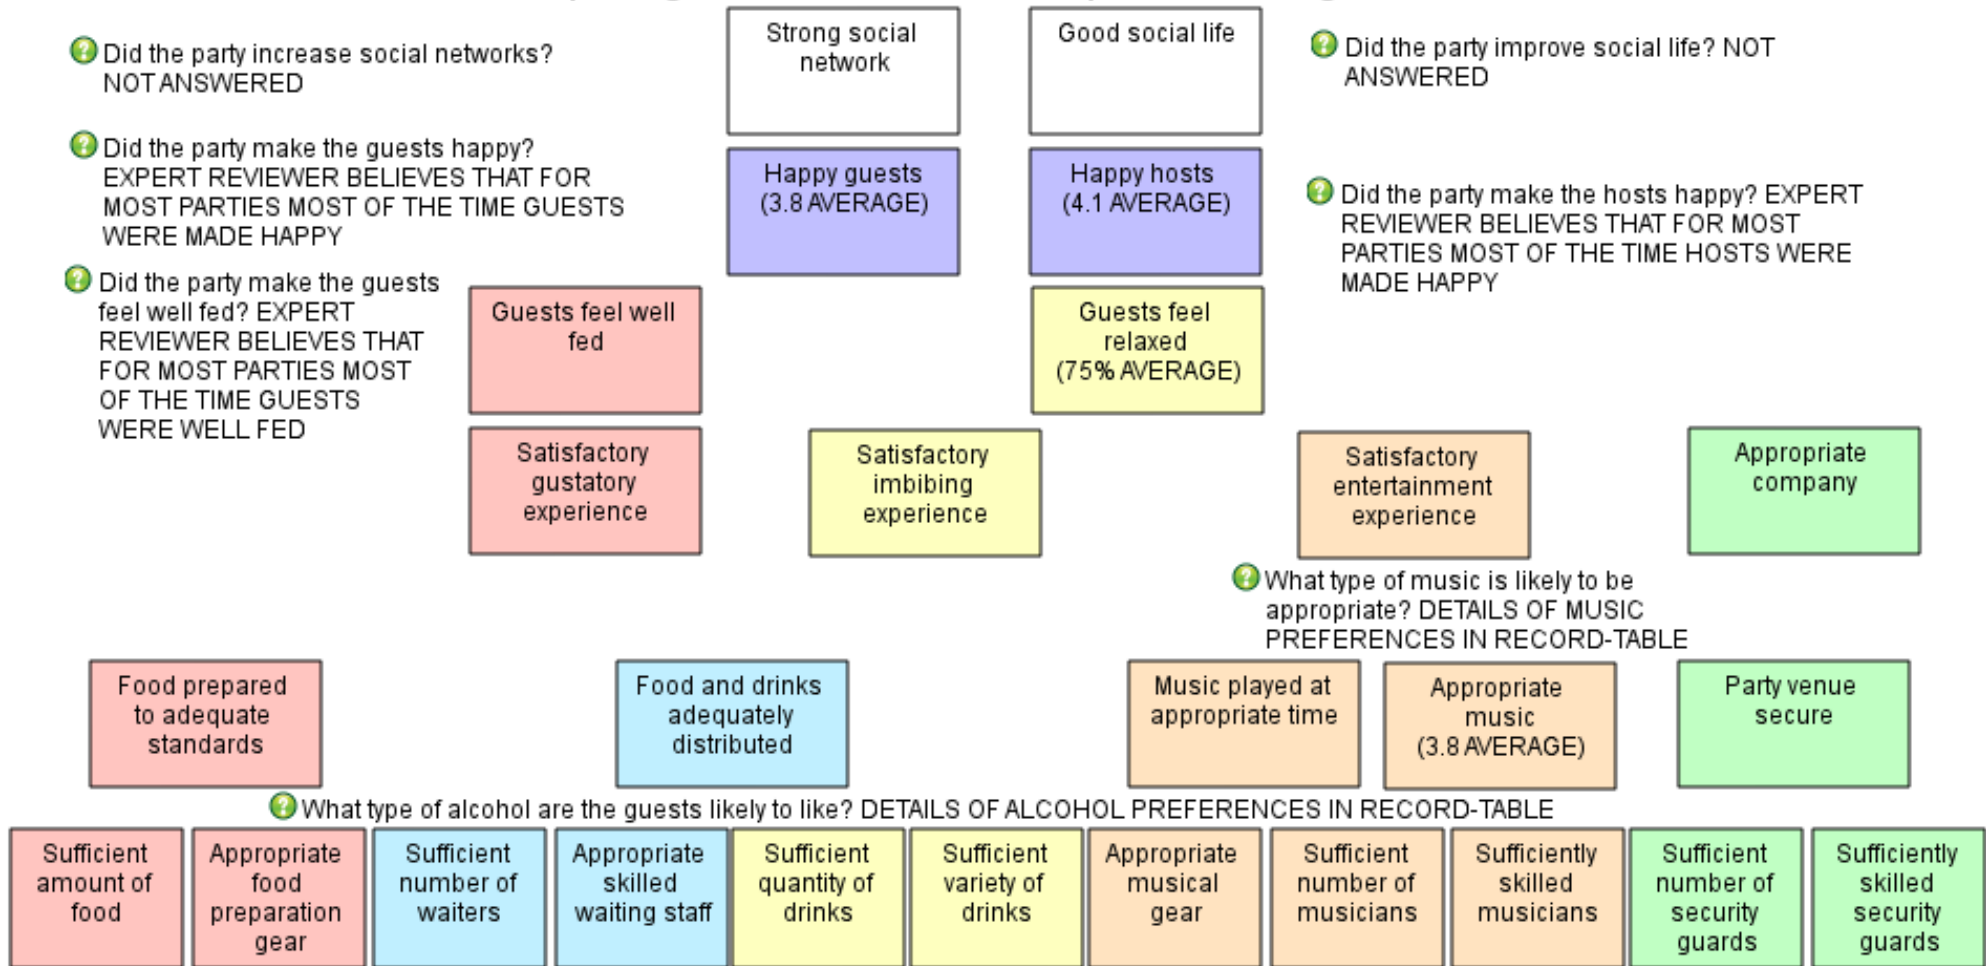 Did the party increase social networks?
NOT ANSWERED
Strong social
network
Good social life
Did the party improve social life? NOT
ANSWERED
Did the party make the guests happy?
EXPERT REVIEWER BELIEVES THAT FOR
MOST PARTIES MOST OF THE TIME GUESTS
WERE MADE HAPPY
Happy guests
(3.8 AVERAGE)
Happy hosts
(4.1 AVERAGE)
Did the party make the hosts happy? EXPERT
REVIEWER BELIEVES THAT FOR MOST
PARTIES MOST OF THE TIME HOSTS WERE
MADE HAPPY
Did the party make the guests
feel well fed? EXPERT
REVIEWER BELIEVES THAT
FOR MOST PARTIES MOST
OF THE TIME GUESTS
WERE WELL FED
Guests feel well
fed
Guests feel
relaxed
(75% AVERAGE)
Satisfactory
gustatory
experience
Satisfactory
imbibing
experience
Satisfactory
entertainment
experience
Appropriate
company
What type of music is likely to be
appropriate? DETAILS OF MUSIC
PREFERENCES IN RECORD-TABLE
Food prepared
to adequate
standards
Food and drinks
adequately
distributed
Music played at
appropriate time
Appropriate
music
(3.8 AVERAGE)
Party venue
secure
What type of alcohol are the guests likely to like? DETAILS OF ALCOHOL PREFERENCES IN RECORD-TABLE
Sufficient
amount of
food
Appropriate
food
preparation
gear
Sufficient
number of
waiters
Appropriate
skilled
waiting staff
Sufficient
quantity of
drinks
Sufficient
variety of
drinks
Appropriate
musical
gear
Sufficient
number of
musicians
Sufficiently
skilled
musicians
Sufficient
number of
security
guards
Sufficiently
skilled
security
guards